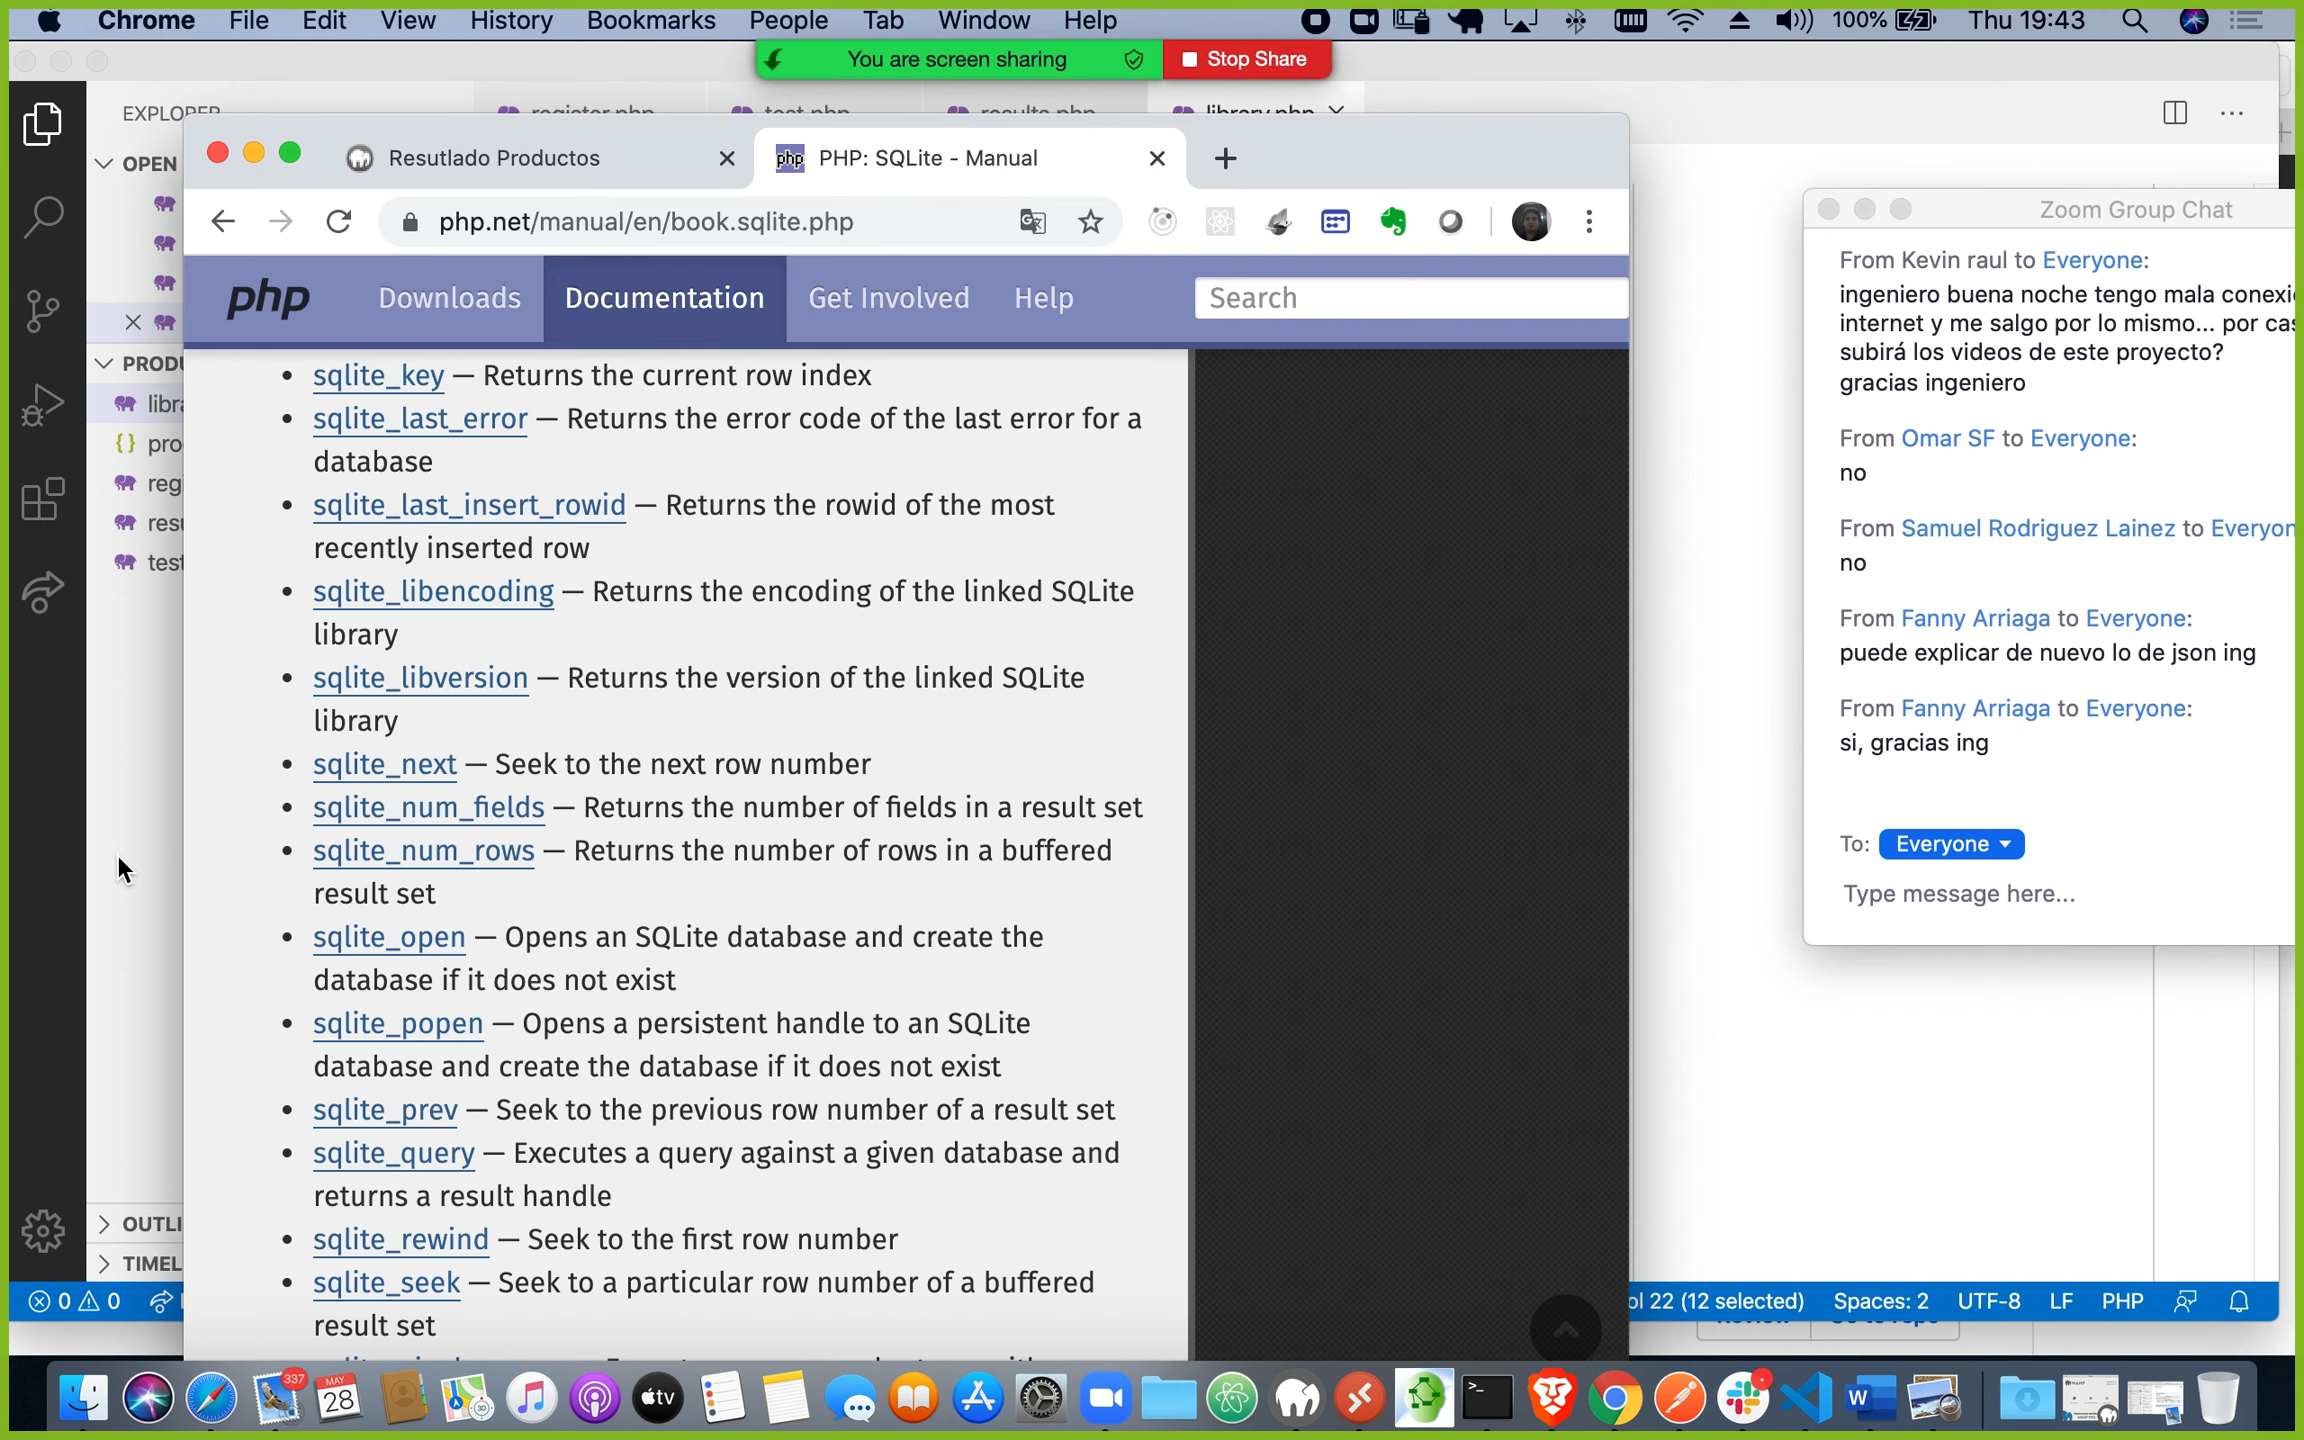 Chrome File Edit View History Bookmarks People Tab Window Help 100% Thu 19:43
You are screen sharing Stop Share
EXPLORER register.php test.php results.php library.php
OPEN
PRODU
libra
{ } pro
regi
resu
test
OUTLI
TIMEL
Resutlado Productos PHP: SQLite - Manual
php.net/manual/en/book.sqlite.php
php Downloads Documentation Get Involved Help Search
• sqlite_key — Returns the current row index
• sqlite_last_error — Returns the error code of the last error for a
database
• sqlite_last_insert_rowid — Returns the rowid of the most
recently inserted row
• sqlite_libencoding — Returns the encoding of the linked SQLite
library
• sqlite_libversion — Returns the version of the linked SQLite
library
• sqlite_next — Seek to the next row number
• sqlite_num_fields — Returns the number of fields in a result set
• sqlite_num_rows — Returns the number of rows in a buffered
result set
• sqlite_open — Opens an SQLite database and create the
database if it does not exist
• sqlite_popen — Opens a persistent handle to an SQLite
database and create the database if it does not exist
• sqlite_prev — Seek to the previous row number of a result set
• sqlite_query — Executes a query against a given database and
returns a result handle
• sqlite_rewind — Seek to the first row number
• sqlite_seek — Seek to a particular row number of a buffered
result set
Zoom Group Chat
From Kevin raul to Everyone:
ingeniero buena noche tengo mala conexi
internet y me salgo por lo mismo... por cas
subirá los videos de este proyecto?
gracias ingeniero
From Omar SF to Everyone:
no
From Samuel Rodriguez Lainez to Everyon
no
From Fanny Arriaga to Everyone:
puede explicar de nuevo lo de json ing
From Fanny Arriaga to Everyone:
si, gracias ing
To: Everyone
Type message here...
0 0 ol 22 (12 selected) Spaces: 2 UTF-8 LF PHP
337 MAY 28 tv W